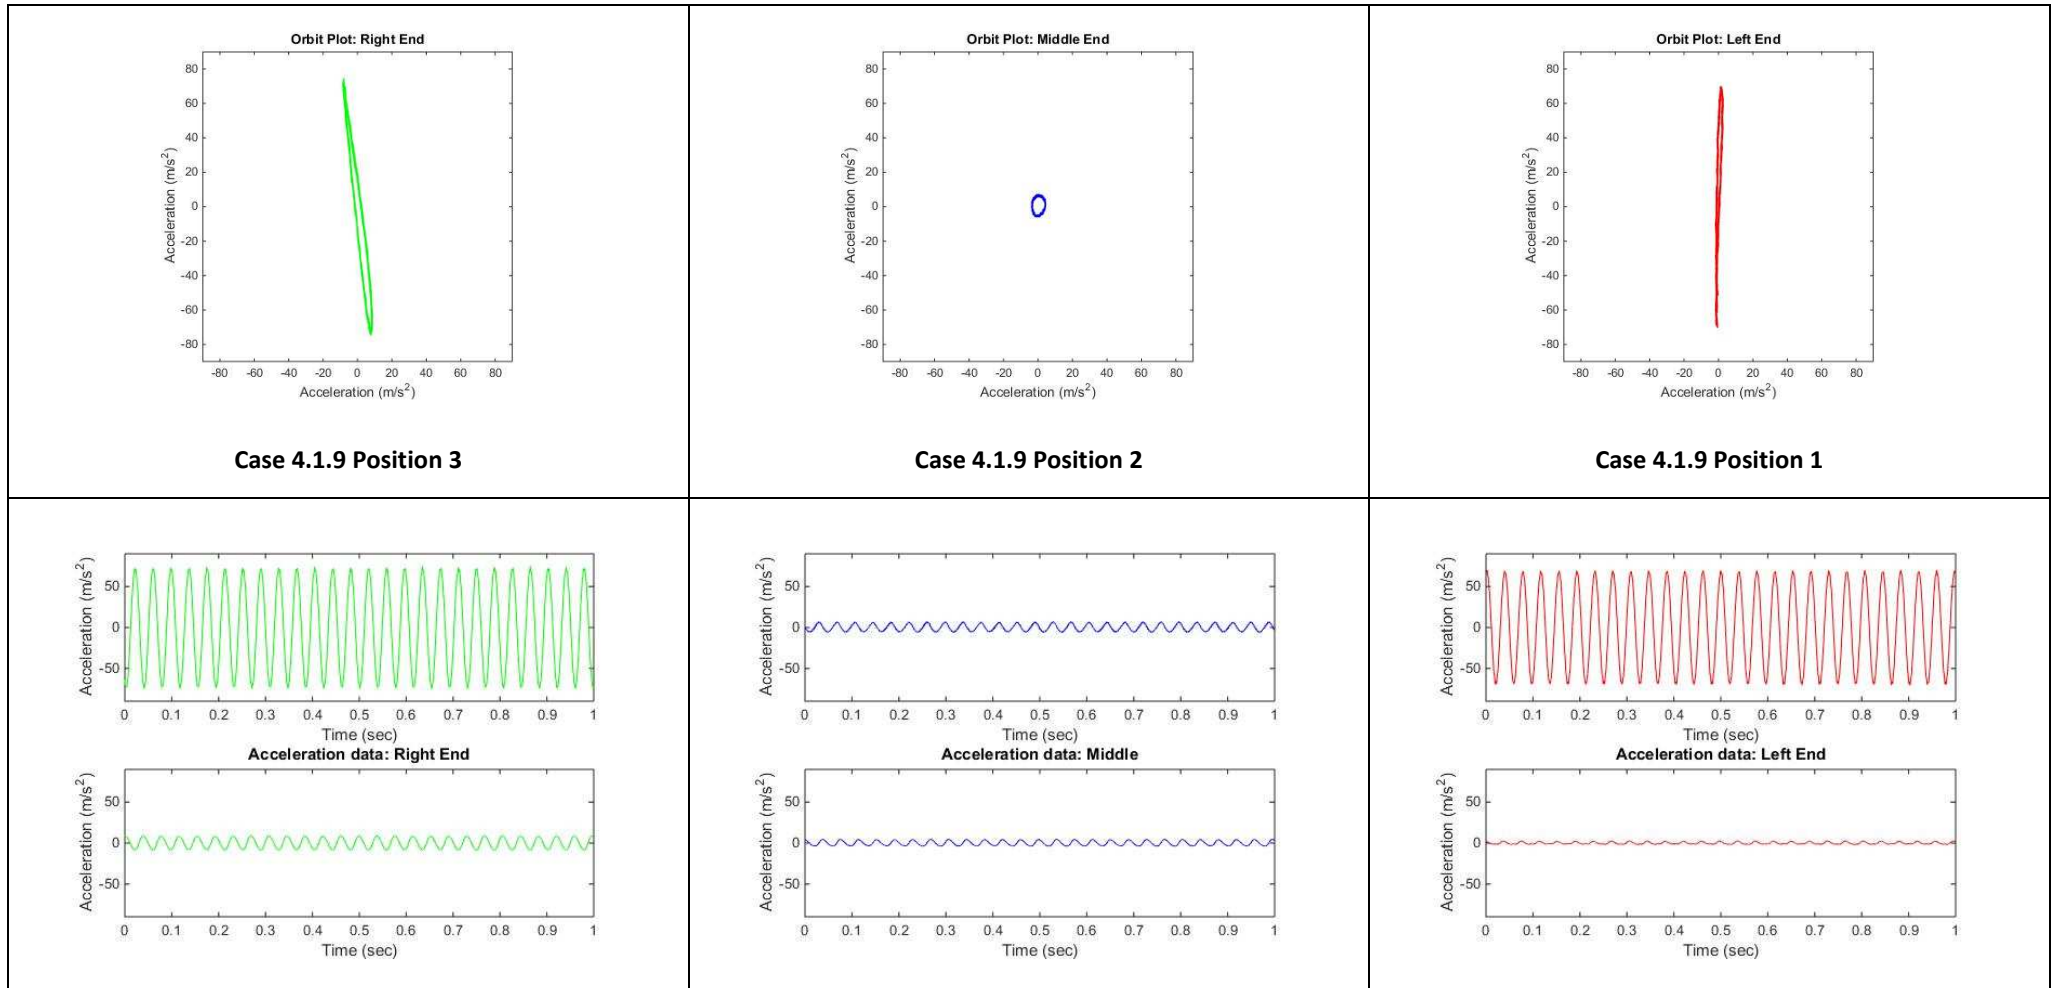 Orbit Plot: Right End
Acceleration (m/s²)
80
60
40
20
0
-20
-40
-60
-80
-80 -60 -40 -20 0 20 40 60 80
Acceleration (m/s²)
Case 4.1.9 Position 3
Orbit Plot: Middle End
Acceleration (m/s²)
80
60
40
20
0
-20
-40
-60
-80
-80 -60 -40 -20 0 20 40 60 80
Acceleration (m/s²)
Case 4.1.9 Position 2
Orbit Plot: Left End
Acceleration (m/s²)
80
60
40
20
0
-20
-40
-60
-80
-80 -60 -40 -20 0 20 40 60 80
Acceleration (m/s²)
Case 4.1.9 Position 1
Acceleration (m/s²)
50
0
-50
0 0.1 0.2 0.3 0.4 0.5 0.6 0.7 0.8 0.9 1
Time (sec)
Acceleration data: Right End
Acceleration (m/s²)
50
0
-50
0 0.1 0.2 0.3 0.4 0.5 0.6 0.7 0.8 0.9 1
Time (sec)
Acceleration (m/s²)
50
0
-50
0 0.1 0.2 0.3 0.4 0.5 0.6 0.7 0.8 0.9 1
Time (sec)
Acceleration data: Middle
Acceleration (m/s²)
50
0
-50
0 0.1 0.2 0.3 0.4 0.5 0.6 0.7 0.8 0.9 1
Time (sec)
Acceleration (m/s²)
50
0
-50
0 0.1 0.2 0.3 0.4 0.5 0.6 0.7 0.8 0.9 1
Time (sec)
Acceleration data: Left End
Acceleration (m/s²)
50
0
-50
0 0.1 0.2 0.3 0.4 0.5 0.6 0.7 0.8 0.9 1
Time (sec)